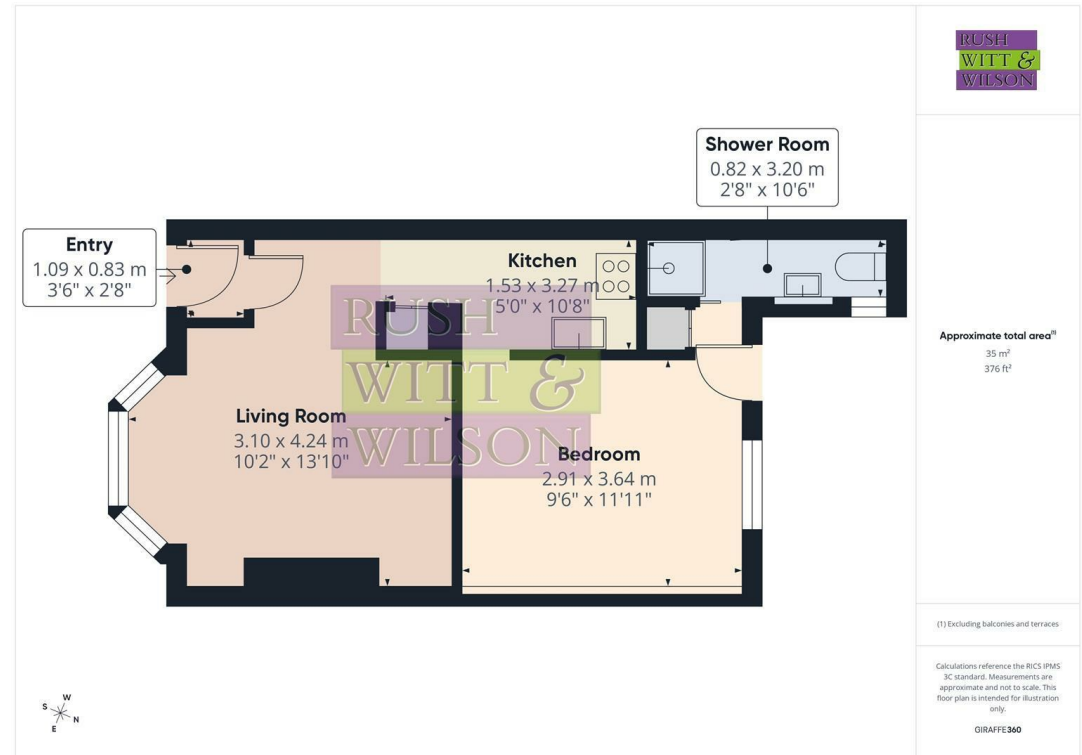 RUSH
WITT &
WILSON
Shower Room
0.82 x 3.20 m
2'8" x 10'6"
Entry
1.09 x 0.83 m
3'6" x 2'8"
Kitchen
1.53 x 3.27 m
5'0" x 10'8"
RUSH
WITT &
WILSON
Living Room
3.10 x 4.24 m
10'2" x 13'10"
Bedroom
2.91 x 3.64 m
9'6" x 11'11"
Approximate total area(1)
35 m²
376 ft²
(1) Excluding balconies and terraces
Calculations reference the RICS IPMS
3C standard. Measurements are
approximate and not to scale. This
floor plan is intended for illustration
only.
GIRAFFE360
W
S
N
E